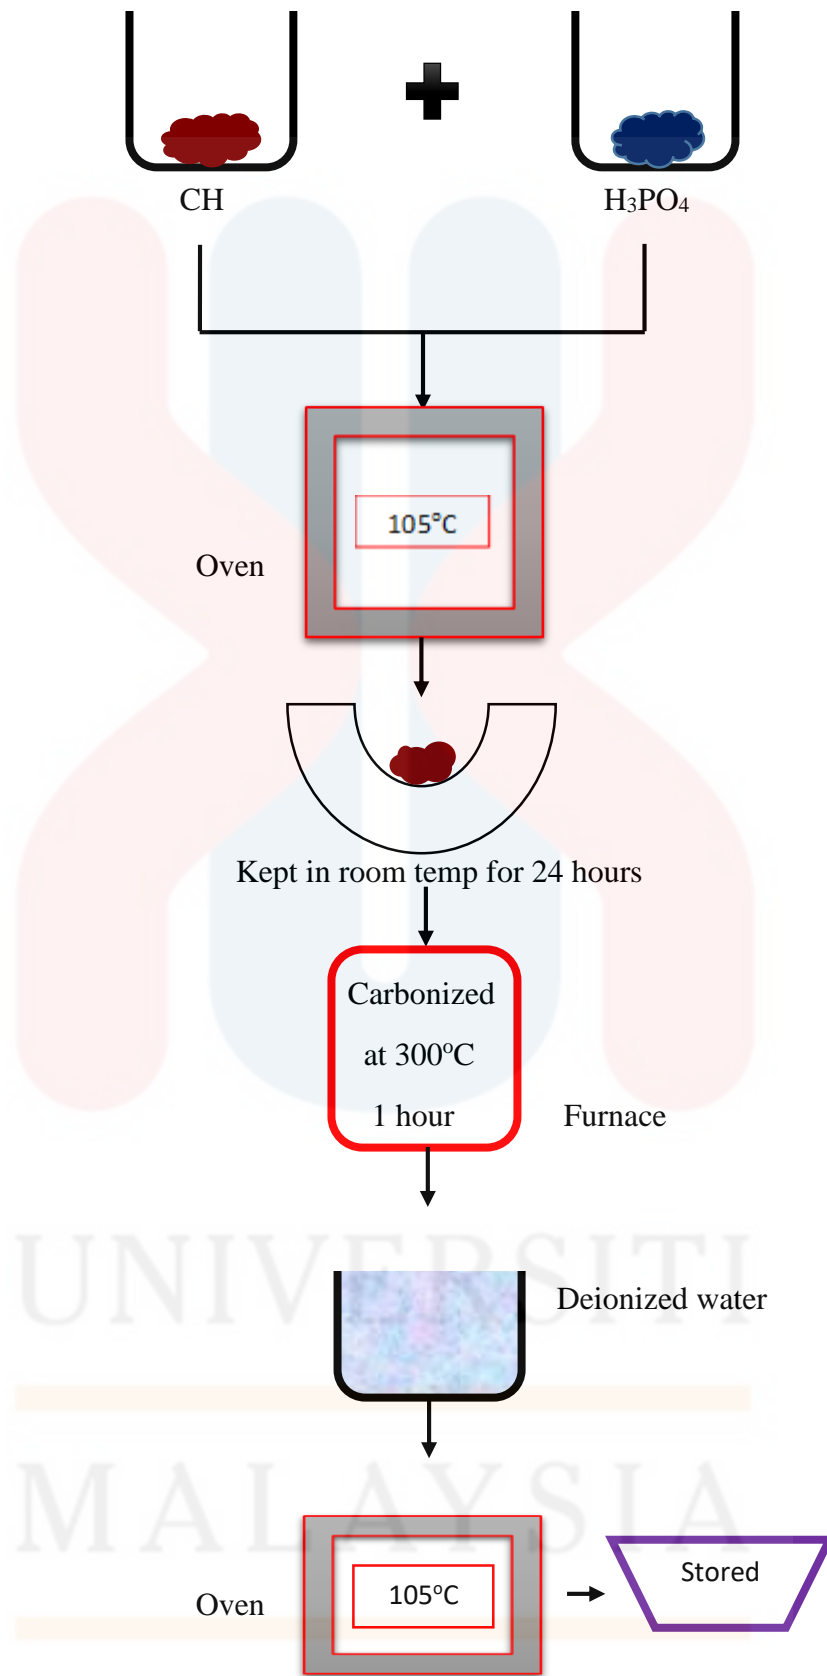 CH
H₃PO₄
105°C
Oven
Kept in room temp for 24 hours
Carbonized
at 300°C
1 hour
Furnace
UNIVERSITI
Deionized water
MALAYSIA
Stored
105°C
Oven